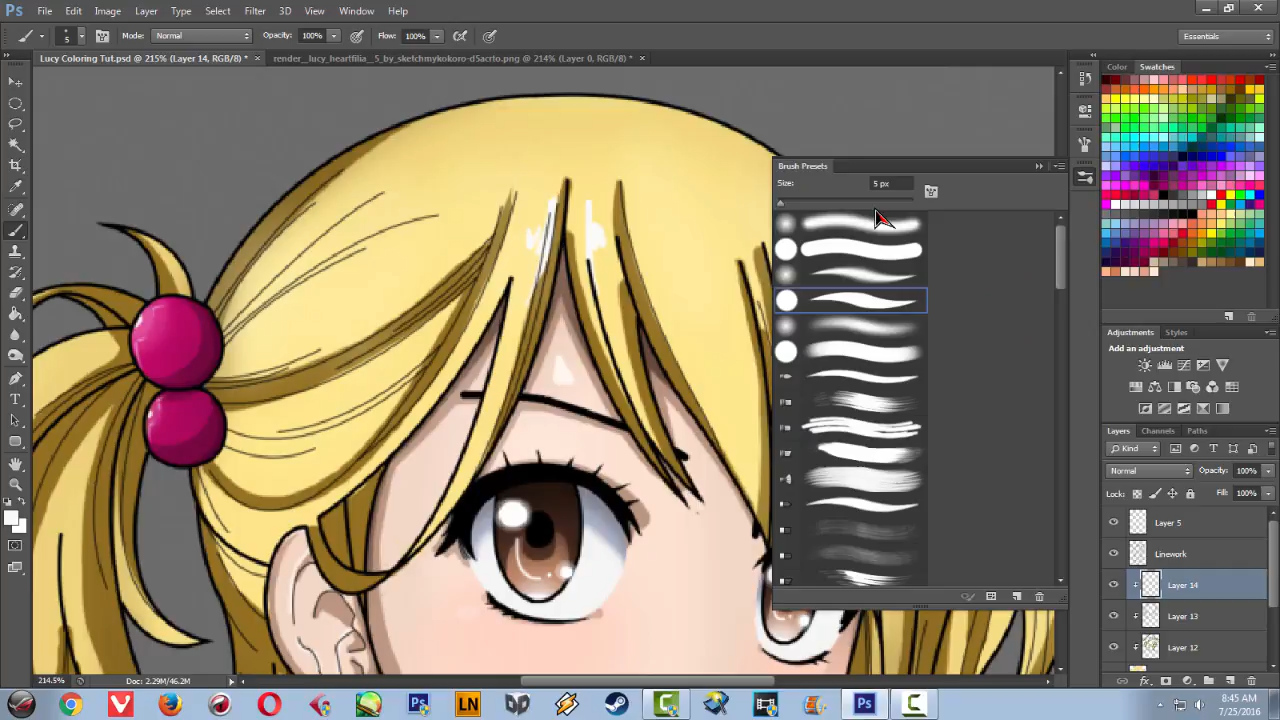 Ps File Edit Image Layer Type Select Filter 3D View Window Help
5 Mode: Normal Opacity: 100% Flow: 100% Essentials
Lucy Coloring Tut.psd @ 215% (Layer 14, RGB/8) * × render__lucy_heartfilia__5_by_sketchmykokoro-d5acrlo.png @ 214% (Layer 0, RGB/8) * ×
Color Swatches
Brush Presets
Size: 5 px
Adjustments Styles
Add an adjustment
Layers Channels Paths
Kind
Normal Opacity: 100%
Lock: Fill: 100%
Layer 5
Linework
Layer 14
Layer 13
Layer 12
214.5% Doc: 2.29M/46.2M
8:45 AM
7/25/2016